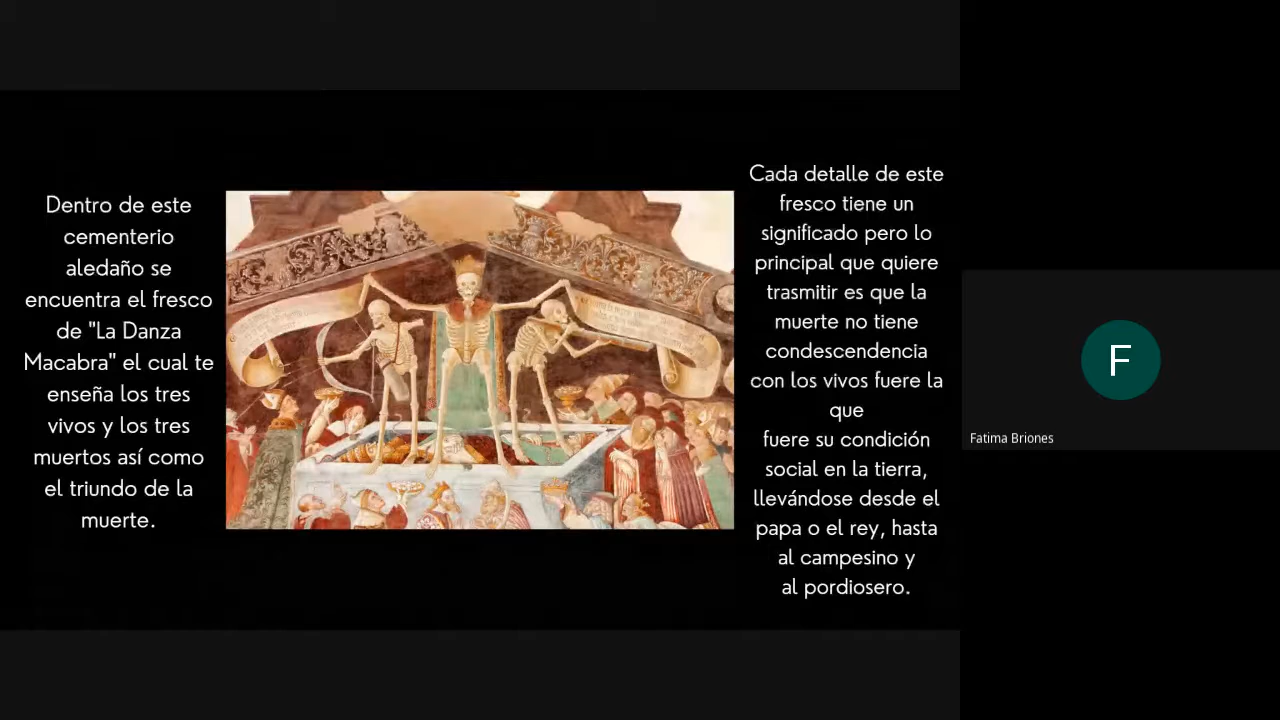 Dentro de este
cementerio
aledaño se
encuentra el fresco
de "La Danza
Macabra" el cual te
enseña los tres
vivos y los tres
muertos así como
el triundo de la
muerte.
Cada detalle de este
fresco tiene un
significado pero lo
principal que quiere
trasmitir es que la
muerte no tiene
condescendencia
con los vivos fuere la
que
fuere su condición
social en la tierra,
llevándose desde el
papa o el rey, hasta
al campesino y
al pordiosero.
F
Fatima Briones